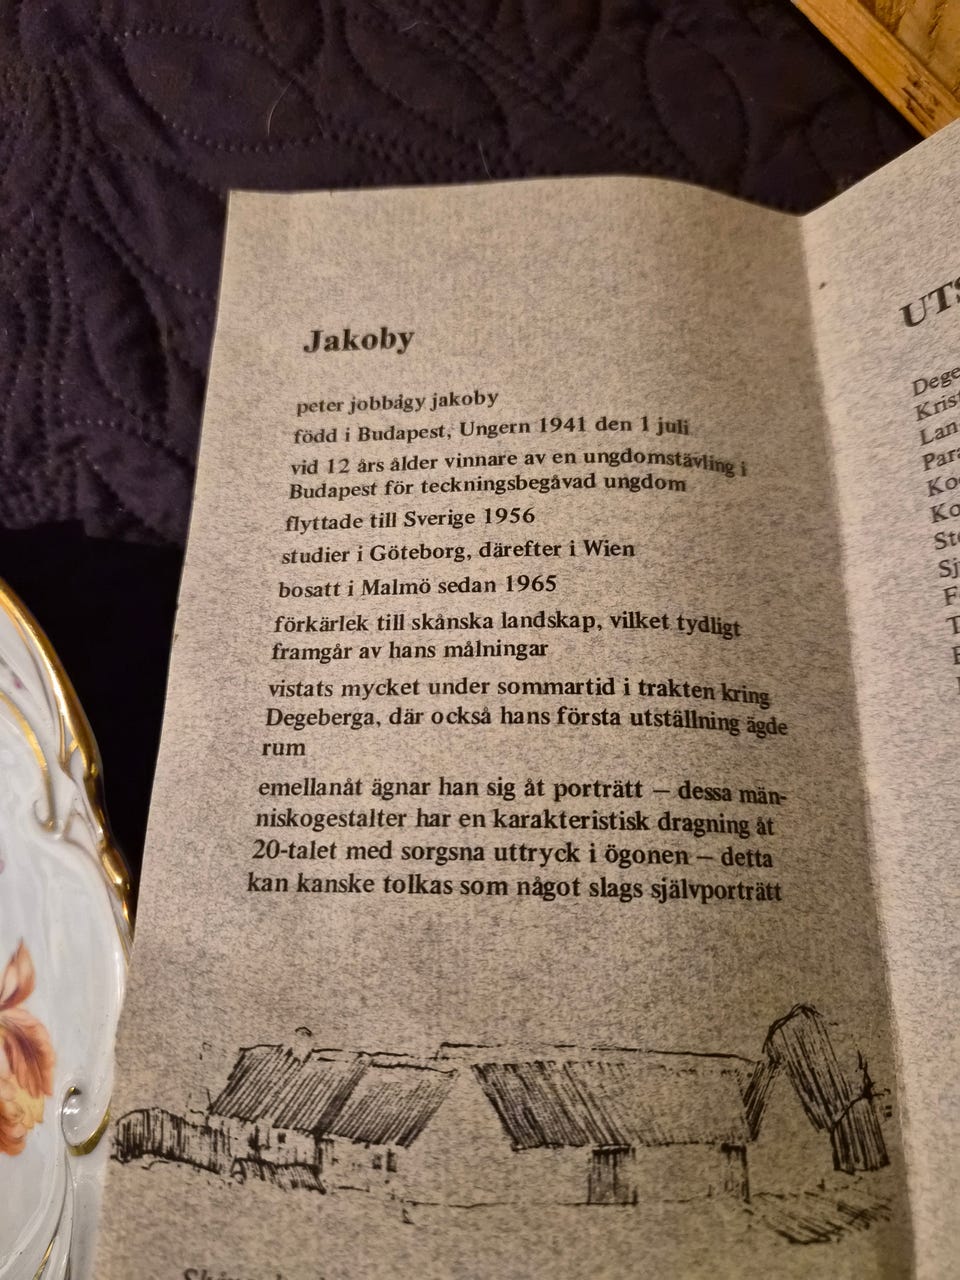 Jakoby
peter jobbágy jakoby
född i Budapest, Ungern 1941 den 1 juli
vid 12 års ålder vinnare av en ungdomstävling i
Budapest för teckningsbegåvad ungdom
flyttade till Sverige 1956
studier i Göteborg, därefter i Wien
bosatt i Malmö sedan 1965
förkärlek till skånska landskap, vilket tydligt
framgår av hans målningar
vistats mycket under sommartid i trakten kring
Degeberga, där också hans första utställning ägde
rum
emellanåt ägnar han sig åt porträtt — dessa män-
niskogestalter har en karakteristisk dragning åt
20-talet med sorgsna uttryck i ögonen — detta
kan kanske tolkas som något slags självporträtt